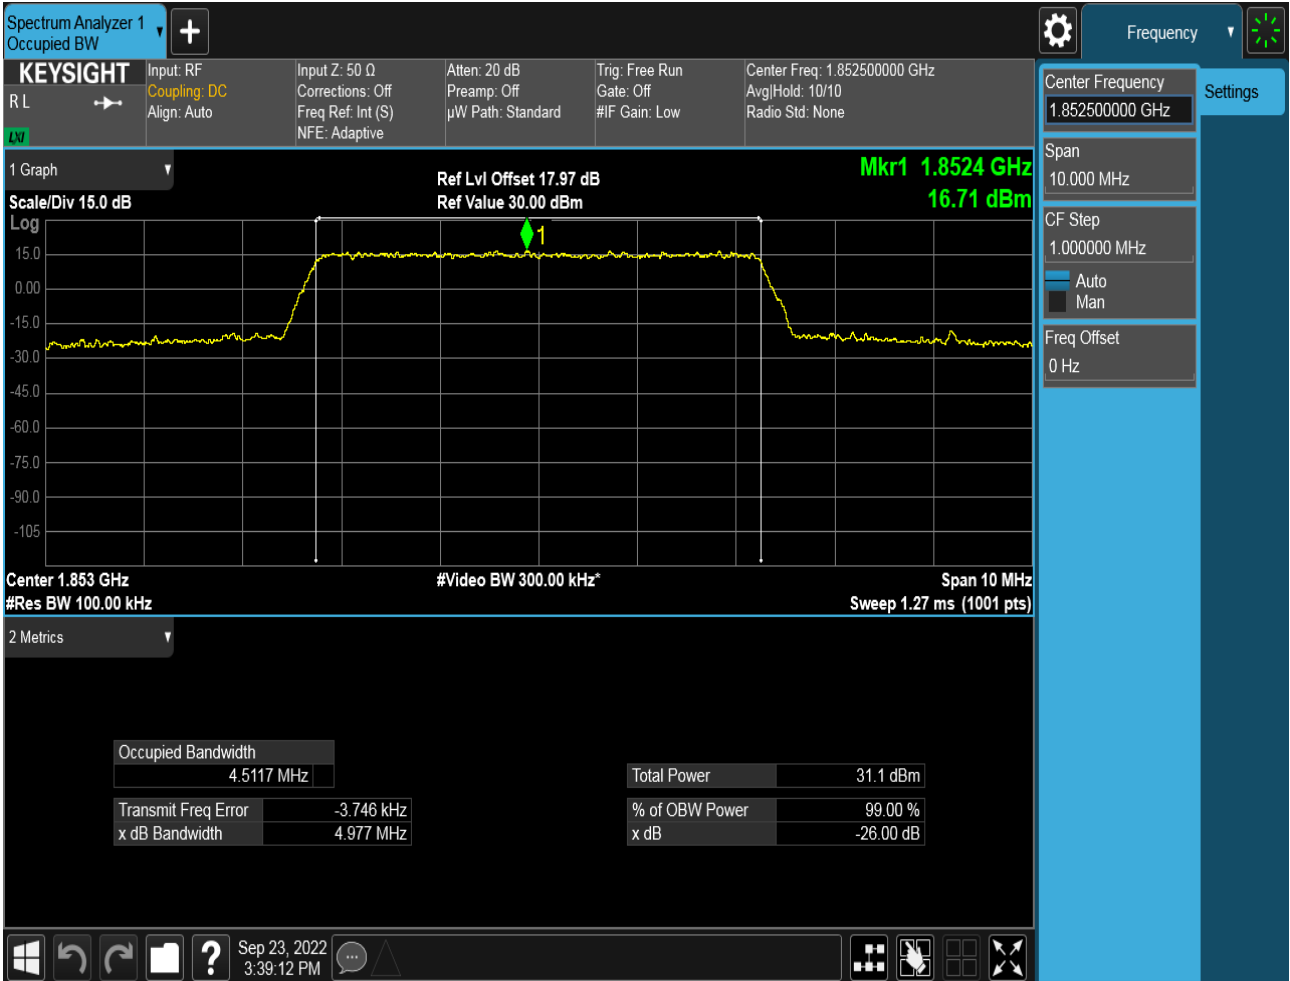 Spectrum Analyzer 1
Occupied BW
+
Frequency
KEYSIGHT
R L
LXI
Input: RF
Coupling: DC
Align: Auto
Input Z: 50 Ω
Corrections: Off
Freq Ref: Int (S)
NFE: Adaptive
Atten: 20 dB
Preamp: Off
µW Path: Standard
Trig: Free Run
Gate: Off
#IF Gain: Low
Center Freq: 1.852500000 GHz
Avg|Hold: 10/10
Radio Std: None
Center Frequency
1.852500000 GHz
Settings
Span
10.000 MHz
CF Step
1.000000 MHz
Auto
Man
Freq Offset
0 Hz
1 Graph
Ref Lvl Offset 17.97 dB
Mkr1 1.8524 GHz
Scale/Div 15.0 dB
Ref Value 30.00 dBm
16.71 dBm
Log
1
15.0
0.00
-15.0
-30.0
-45.0
-60.0
-75.0
-90.0
-105
Center 1.853 GHz
#Video BW 300.00 kHz*
Span 10 MHz
#Res BW 100.00 kHz
Sweep 1.27 ms (1001 pts)
2 Metrics
Occupied Bandwidth
4.5117 MHz
Total Power 31.1 dBm
Transmit Freq Error -3.746 kHz
% of OBW Power 99.00 %
x dB Bandwidth 4.977 MHz
x dB -26.00 dB
?
Sep 23, 2022
3:39:12 PM